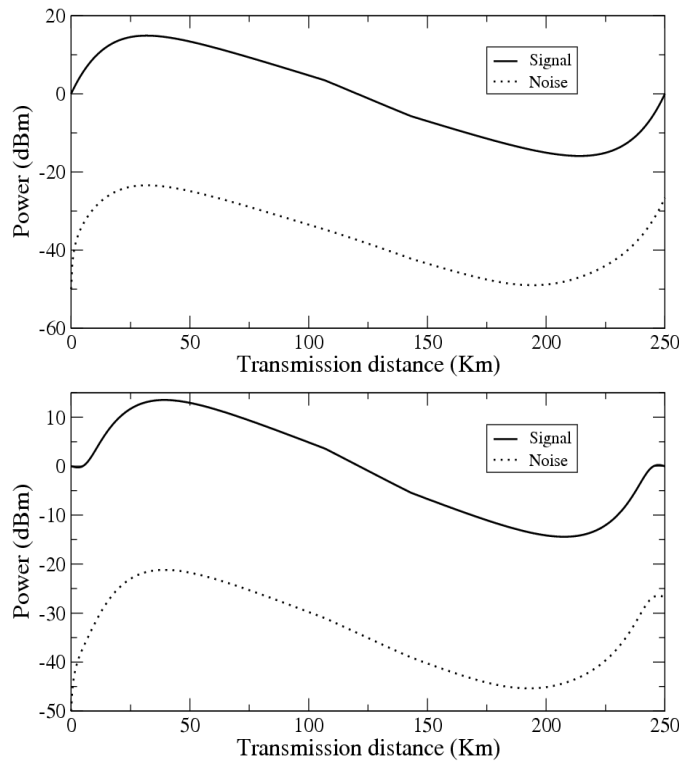 20
0
-20
-40
-60
Power (dBm)
Signal
Noise
0 50 100 150 200 250
Transmission distance (Km)
10
0
-10
-20
-30
-40
-50
Power (dBm)
Signal
Noise
0 50 100 150 200 250
Transmission distance (Km)